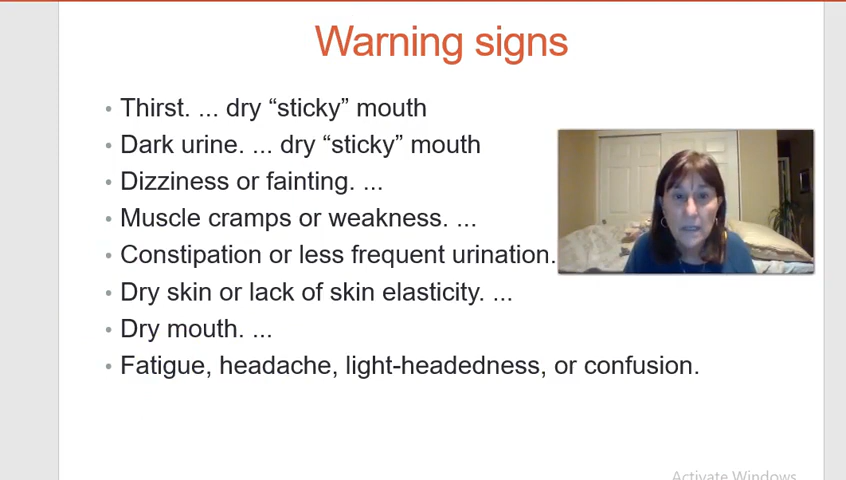 Warning signs
• Thirst. ... dry “sticky” mouth
• Dark urine. ... dry “sticky” mouth
• Dizziness or fainting. ...
• Muscle cramps or weakness. ...
• Constipation or less frequent urination.
• Dry skin or lack of skin elasticity. ...
• Dry mouth. ...
• Fatigue, headache, light-headedness, or confusion.
Activate Windows